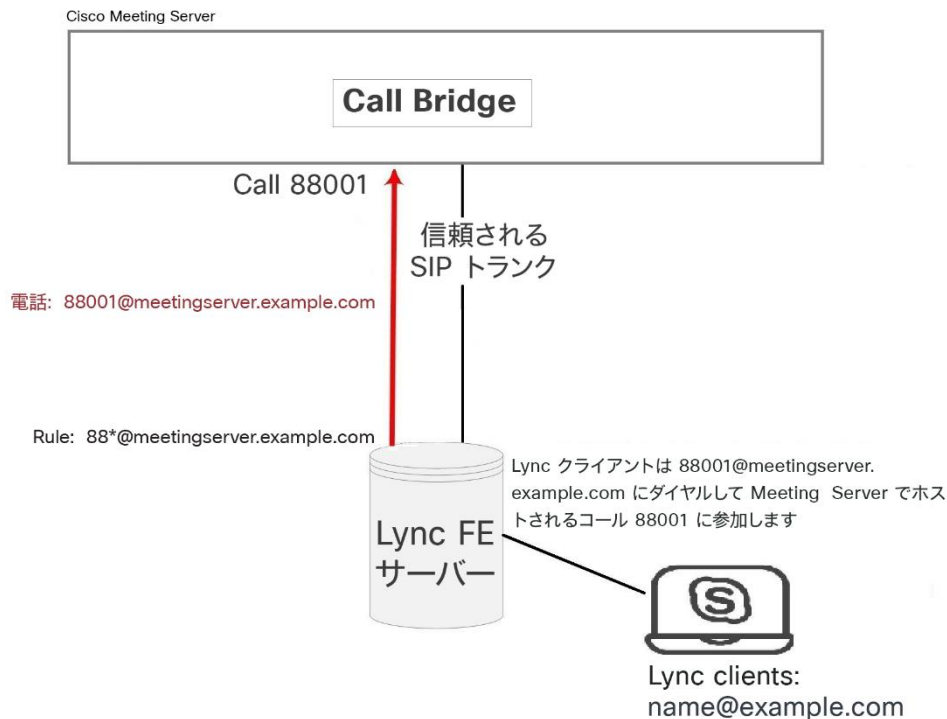 Cisco Meeting Server
Call Bridge
Call 88001
信頼される
SIP トランク
電話: 88001@meetingserver.example.com
Rule: 88*@meetingserver.example.com
Lync クライアントは 88001@meetingserver.
example.com にダイヤルして Meeting Server でホス
トされるコール 88001 に参加します
Lync FE
サーバー
S
Lync clients:
name@example.com